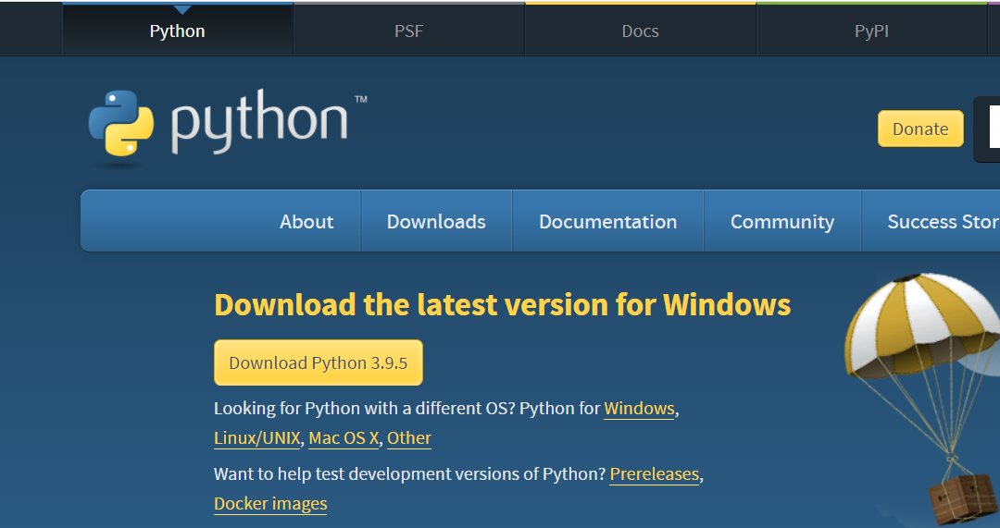 Python PSF Docs PyPI
python™
Donate
About Downloads Documentation Community Success Stor
Download the latest version for Windows
Download Python 3.9.5
Looking for Python with a different OS? Python for Windows,
Linux/UNIX, Mac OS X, Other
Want to help test development versions of Python? Prereleases,
Docker images